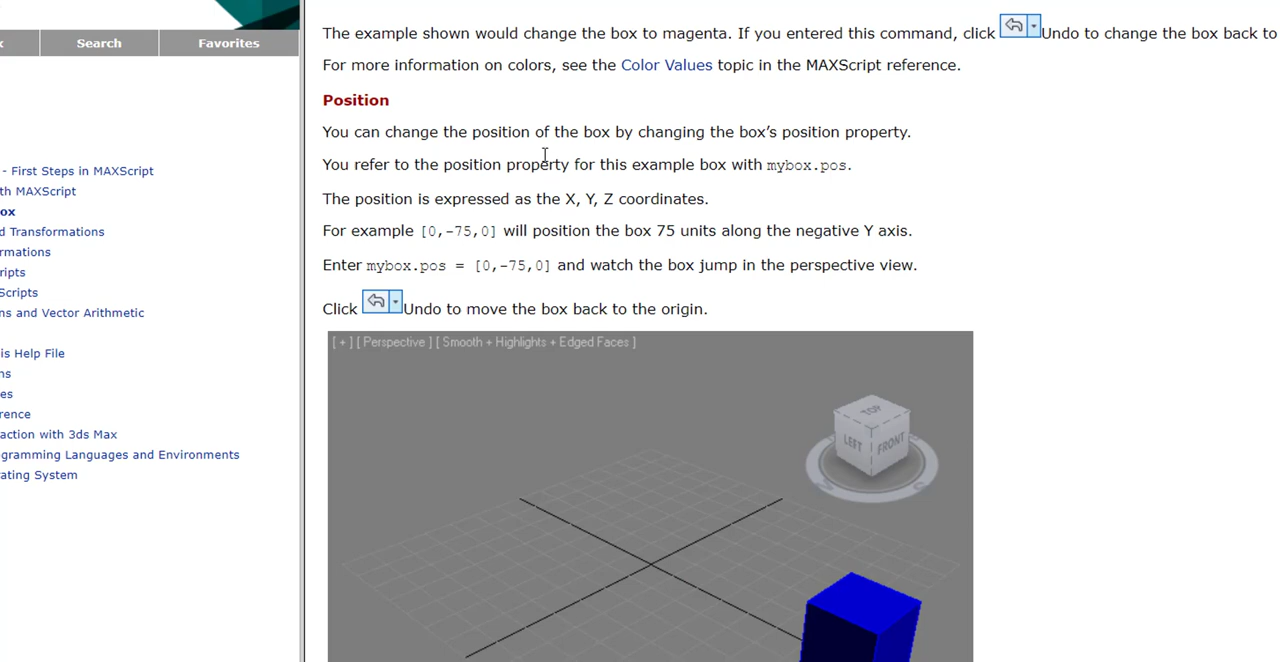 The example shown would change the box to magenta. If you entered this command, click Undo to change the box back to
x
Search
Favorites
For more information on colors, see the Color Values topic in the MAXScript reference.
Position
You can change the position of the box by changing the box's position property.
You refer to the position property for this example box with mybox.pos.
The position is expressed as the X, Y, Z coordinates.
For example [0,-75,0] will position the box 75 units along the negative Y axis.
Enter mybox.pos = [0,-75,0] and watch the box jump in the perspective view.
Click Undo to move the box back to the origin.
- First Steps in MAXScript
th MAXScript
ox
d Transformations
rmations
ripts
Scripts
ns and Vector Arithmetic
is Help File
ns
es
rence
action with 3ds Max
ogramming Languages and Environments
rating System
[ + ] [ Perspective ] [ Smooth + Highlights + Edged Faces ]
TOP
LEFT
FRONT